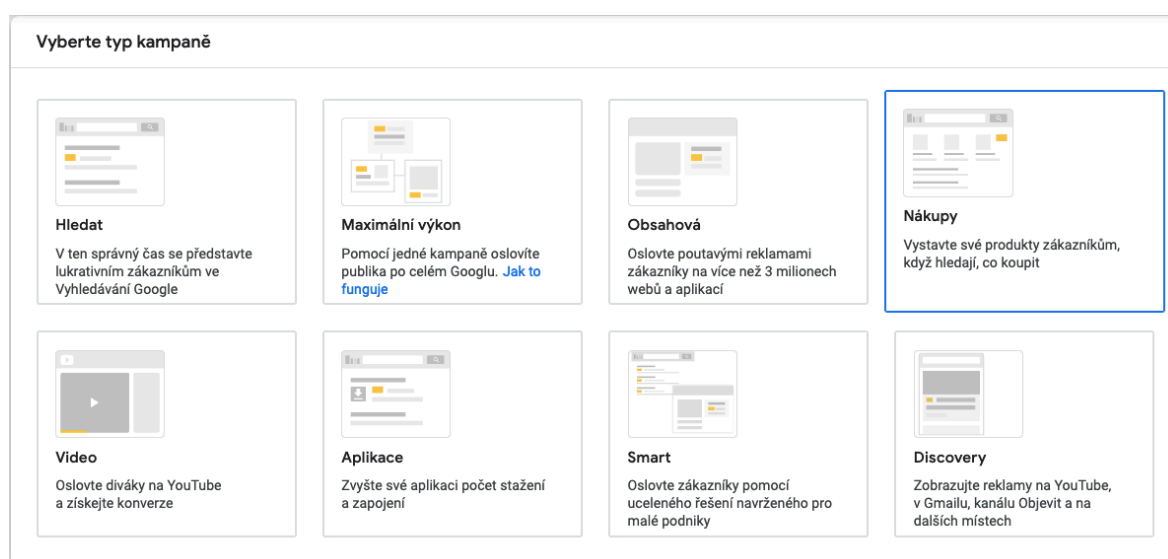 Vyberte typ kampaně
Hledat
V ten správný čas se představte
lukrativním zákazníkům ve
Vyhledávání Google
Maximální výkon
Pomocí jedné kampaně oslovíte
publika po celém Googlu. Jak to
funguje
Obsahová
Oslovte poutavými reklamami
zákazníky na více než 3 milionech
webů a aplikací
Nákupy
Vystavte své produkty zákazníkům,
když hledají, co koupit
Video
Oslovte diváky na YouTube
a získejte konverze
Aplikace
Zvyšte své aplikaci počet stažení
a zapojení
Smart
Oslovte zákazníky pomocí
uceleného řešení navrženého pro
malé podniky
Discovery
Zobrazujte reklamy na YouTube,
v Gmailu, kanálu Objevit a na
dalších místech